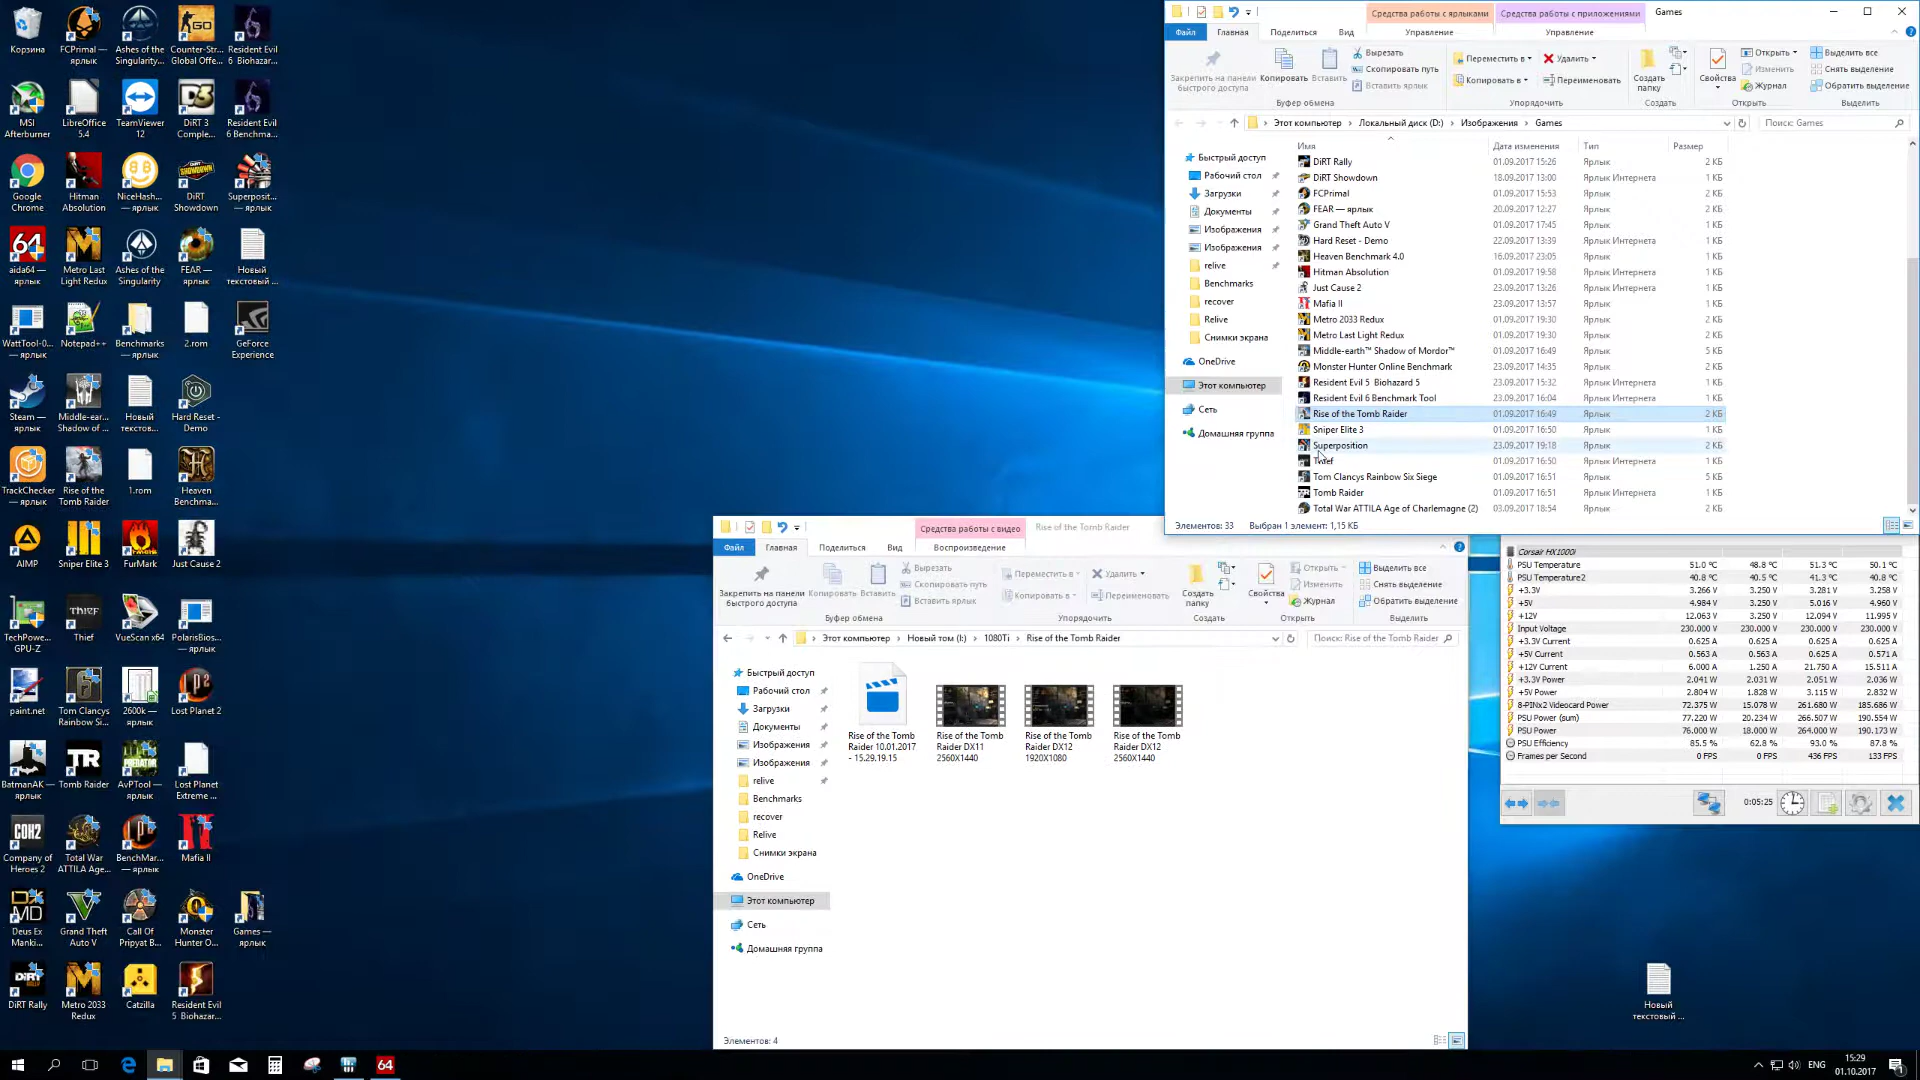 Корзина
FCPrimal — ярлык
Ashes of the Singularity...
Counter-Str... Global Offe...
Resident Evil 6 Biohazar...
MSI Afterburner
LibreOffice 5.4
TeamViewer 12
DiRT 3 Comple...
Resident Evil 6 Benchma...
Google Chrome
Hitman Absolution
NiceHash... — ярлык
DiRT Showdown
Superposit... — ярлык
aida64 — ярлык
Metro Last Light Redux
Ashes of the Singularity
FEAR — ярлык
Новый текстовый ...
WattTool-0... — ярлык
Notepad++
Benchmarks — ярлык
2.rom
GeForce Experience
Steam — ярлык
Middle-ear... Shadow of ...
Новый текстов...
Hard Reset - Demo
TrackChecker — ярлык
Rise of the Tomb Raider
1.rom
Heaven Benchma...
AIMP
Sniper Elite 3
FurMark
Just Cause 2
TechPowe... GPU-Z
Thief
VueScan x64
PolarisBios... — ярлык
paint.net
Tom Clancys Rainbow Si...
2600k — ярлык
Lost Planet 2
BatmanAK — ярлык
Tomb Raider
AvPTool — ярлык
Lost Planet Extreme ...
Company of Heroes 2
Total War ATTILA Age...
BenchMar... — ярлык
Mafia II
Deus Ex Manki...
Grand Theft Auto V
Call Of Pripyat B...
Monster Hunter O...
Games — ярлык
DiRT Rally
Metro 2033 Redux
Catzilla
Resident Evil 5 Biohazar...
Средства работы с ярлыками
Средства работы с приложениями
Games
Файл
Главная
Поделиться
Вид
Управление
Управление
Закрепить на панели быстрого доступа
Копировать
Вставить
Вырезать
Скопировать путь
Вставить ярлык
Переместить в
Копировать в
Удалить
Переименовать
Создать папку
Свойства
Открыть
Изменить
Журнал
Выделить все
Снять выделение
Обратить выделение
Буфер обмена
Упорядочить
Создать
Открыть
Выделить
Этот компьютер
Локальный диск (D:)
Изображения
Games
Поиск: Games
Имя
Дата изменения
Тип
Размер
Быстрый доступ
Рабочий стол
Загрузки
Документы
Изображения
Изображения
relive
Benchmarks
recover
Relive
Снимки экрана
OneDrive
Этот компьютер
Сеть
Домашняя группа
DiRT Rally 01.09.2017 15:26 Ярлык 2 КБ
DiRT Showdown 18.09.2017 13:00 Ярлык Интернета 1 КБ
FCPrimal 01.09.2017 15:53 Ярлык 2 КБ
FEAR — ярлык 20.09.2017 12:27 Ярлык 2 КБ
Grand Theft Auto V 01.09.2017 17:45 Ярлык 1 КБ
Hard Reset - Demo 22.09.2017 13:39 Ярлык Интернета 1 КБ
Heaven Benchmark 4.0 16.09.2017 23:05 Ярлык 1 КБ
Hitman Absolution 01.09.2017 19:58 Ярлык Интернета 1 КБ
Just Cause 2 23.09.2017 13:26 Ярлык Интернета 1 КБ
Mafia II 23.09.2017 13:57 Ярлык 1 КБ
Metro 2033 Redux 01.09.2017 19:30 Ярлык 2 КБ
Metro Last Light Redux 01.09.2017 19:30 Ярлык 2 КБ
Middle-earth™ Shadow of Mordor™ 01.09.2017 16:49 Ярлык 5 КБ
Monster Hunter Online Benchmark 23.09.2017 14:35 Ярлык 2 КБ
Resident Evil 5 Biohazard 5 23.09.2017 15:32 Ярлык 2 КБ
Resident Evil 6 Benchmark Tool 23.09.2017 16:04 Ярлык 2 КБ
Rise of the Tomb Raider 01.09.2017 16:49 Ярлык 2 КБ
Sniper Elite 3 01.09.2017 16:50 Ярлык 1 КБ
Superposition 23.09.2017 19:18 Ярлык 2 КБ
Thief 01.09.2017 16:50 Ярлык Интернета 1 КБ
Tom Clancys Rainbow Six Siege 01.09.2017 16:51 Ярлык 5 КБ
Tomb Raider 01.09.2017 16:51 Ярлык Интернета 1 КБ
Total War ATTILA Age of Charlemagne (2) 03.09.2017 18:54 Ярлык 2 КБ
Элементов: 33 Выбран 1 элемент: 1,15 КБ
Средства работы с видео
Rise of the Tomb Raider
Файл
Главная
Поделиться
Вид
Воспроизведение
Закрепить на панели быстрого доступа
Копировать
Вставить
Вырезать
Скопировать путь
Вставить ярлык
Переместить в
Копировать в
Удалить
Переименовать
Создать папку
Свойства
Открыть
Изменить
Журнал
Выделить все
Снять выделение
Обратить выделение
Буфер обмена
Упорядочить
Создать
Открыть
Выделить
Этот компьютер
Новый том (I:)
1080Ti
Rise of the Tomb Raider
Поиск: Rise of the Tomb Raider
Быстрый доступ
Рабочий стол
Загрузки
Документы
Изображения
Изображения
relive
Benchmarks
recover
Relive
Снимки экрана
OneDrive
Этот компьютер
Сеть
Домашняя группа
Rise of the Tomb Raider 10.01.2017 - 15.29.19.15
Rise of the Tomb Raider DX11 2560X1440
Rise of the Tomb Raider DX12 1920X1080
Rise of the Tomb Raider DX12 2560X1440
Элементов: 4
Corsair HX1000i
PSU Temperature 51.0 °C 48.8 °C 51.3 °C 50.1 °C
PSU Temperature2 40.8 °C 40.5 °C 41.3 °C 40.8 °C
+3.3V 3.266 V 3.250 V 3.281 V 3.258 V
+5V 4.984 V 3.250 V 5.016 V 4.960 V
+12V 12.063 V 3.250 V 12.094 V 11.995 V
Input Voltage 230.000 V 230.000 V 230.000 V 230.000 V
+3.3V Current 0.625 A 0.625 A 0.625 A 0.625 A
+5V Current 0.563 A 0.563 A 0.625 A 0.571 A
+12V Current 6.000 A 1.250 A 21.750 A 15.511 A
+3.3V Power 2.041 W 2.031 W 2.051 W 2.036 W
+5V Power 2.804 W 1.828 W 3.115 W 2.832 W
8-PINx2 Videocard Power 72.375 W 15.078 W 261.680 W 185.686 W
PSU Power (sum) 77.220 W 20.234 W 266.507 W 190.554 W
PSU Power 76.000 W 18.000 W 264.000 W 190.173 W
PSU Efficiency 85.5 % 62.8 % 93.0 % 87.8 %
Frames per Second 0 FPS 0 FPS 436 FPS 133 FPS
0:05:25
Новый текстовый ...
64
ENG
15:29
01.10.2017